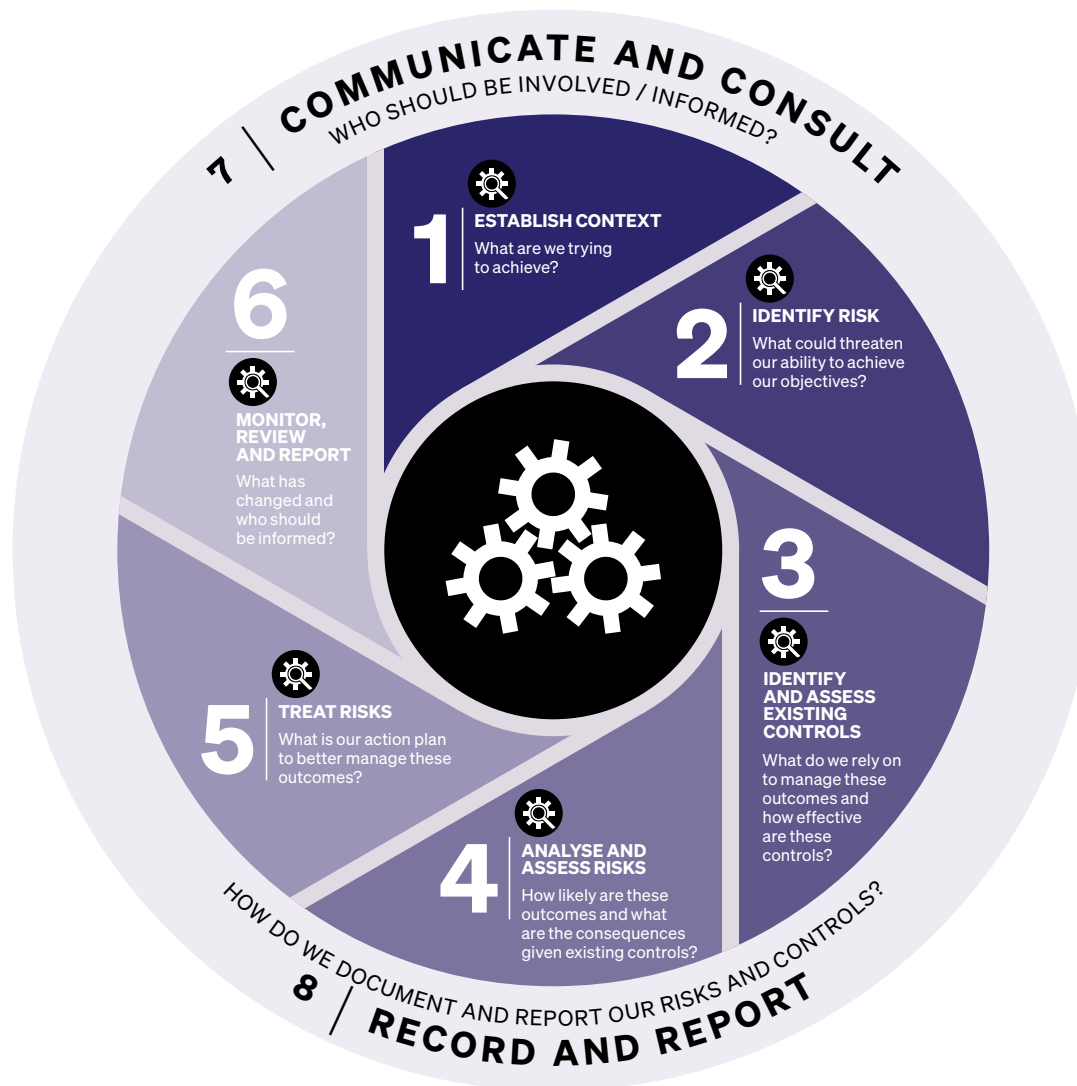 7 | COMMUNICATE AND CONSULT
WHO SHOULD BE INVOLVED / INFORMED?
1
ESTABLISH CONTEXT
What are we trying
to achieve?
2
IDENTIFY RISK
What could threaten
our ability to achieve
our objectives?
3
IDENTIFY
AND ASSESS
EXISTING
CONTROLS
What do we rely on
to manage these
outcomes and
how effective
are these
controls?
4
ANALYSE AND
ASSESS RISKS
How likely are these
outcomes and what
are the consequences
given existing controls?
5
TREAT RISKS
What is our action plan
to better manage these
outcomes?
6
MONITOR,
REVIEW
AND REPORT
What has
changed and
who should
be informed?
HOW DO WE DOCUMENT AND REPORT OUR RISKS AND CONTROLS?
8 | RECORD AND REPORT